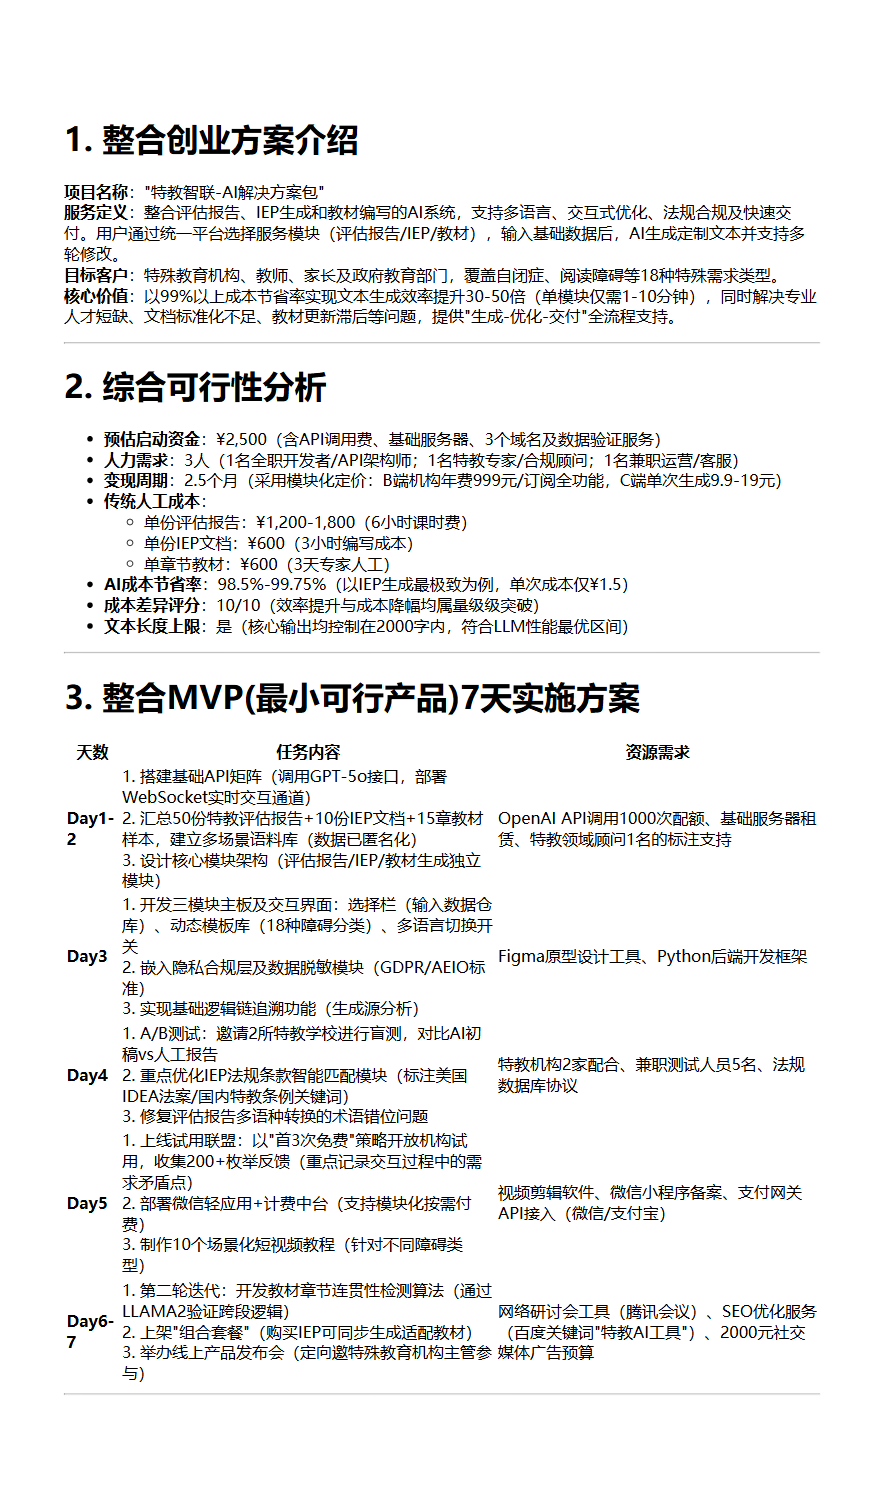 1. 整合创业方案介绍
项目名称："特教智联-AI解决方案包"
服务定义：整合评估报告、IEP生成和教材编写的AI系统，支持多语言、交互式优化、法规合规及快速交
付。用户通过统一平台选择服务模块（评估报告/IEP/教材），输入基础数据后，AI生成定制文本并支持多
轮修改。
目标客户：特殊教育机构、教师、家长及政府教育部门，覆盖自闭症、阅读障碍等18种特殊需求类型。
核心价值：以99%以上成本节省率实现文本生成效率提升30-50倍（单模块仅需1-10分钟），同时解决专业
人才短缺、文档标准化不足、教材更新滞后等问题，提供"生成-优化-交付"全流程支持。
2. 综合可行性分析
• 预估启动资金：¥2,500（含API调用费、基础服务器、3个域名及数据验证服务）
• 人力需求：3人（1名全职开发者/API架构师；1名特教专家/合规顾问；1名兼职运营/客服）
• 变现周期：2.5个月（采用模块化定价：B端机构年费999元/订阅全功能，C端单次生成9.9-19元）
• 传统人工成本：
◦ 单份评估报告：¥1,200-1,800（6小时课时费）
◦ 单份IEP文档：¥600（3小时编写成本）
◦ 单章节教材：¥600（3天专家人工）
• AI成本节省率：98.5%-99.75%（以IEP生成最极致为例，单次成本仅¥1.5）
• 成本差异评分：10/10（效率提升与成本降幅均属量级级突破）
• 文本长度上限：是（核心输出均控制在2000字内，符合LLM性能最优区间）
3. 整合MVP(最小可行产品)7天实施方案
天数 任务内容 资源需求
Day1-
2
1. 搭建基础API矩阵（调用GPT-5o接口，部署
WebSocket实时交互通道）
2. 汇总50份特教评估报告+10份IEP文档+15章教材
样本，建立多场景语料库（数据已匿名化）
3. 设计核心模块架构（评估报告/IEP/教材生成独立
模块）
OpenAI API调用1000次配额、基础服务器租
赁、特教领域顾问1名的标注支持
Day3
1. 开发三模块主板及交互界面：选择栏（输入数据仓
库）、动态模板库（18种障碍分类）、多语言切换开
关
2. 嵌入隐私合规层及数据脱敏模块（GDPR/AEIO标
准）
3. 实现基础逻辑链追溯功能（生成源分析）
Figma原型设计工具、Python后端开发框架
Day4
1. A/B测试：邀请2所特教学校进行盲测，对比AI初
稿vs人工报告
2. 重点优化IEP法规条款智能匹配模块（标注美国
IDEA法案/国内特教条例关键词）
3. 修复评估报告多语种转换的术语错位问题
特教机构2家配合、兼职测试人员5名、法规
数据库协议
Day5
1. 上线试用联盟：以"首3次免费"策略开放机构试
用，收集200+枚举反馈（重点记录交互过程中的需
求矛盾点）
2. 部署微信轻应用+计费中台（支持模块化按需付
费）
3. 制作10个场景化短视频教程（针对不同障碍类
型）
视频剪辑软件、微信小程序备案、支付网关
API接入（微信/支付宝）
Day6-
7
1. 第二轮迭代：开发教材章节连贯性检测算法（通过
LLAMA2验证跨段逻辑）
2. 上架"组合套餐"（购买IEP可同步生成适配教材）
3. 举办线上产品发布会（定向邀特殊教育机构主管参
与）
网络研讨会工具（腾讯会议）、SEO优化服务
（百度关键词"特教AI工具"）、2000元社交
媒体广告预算